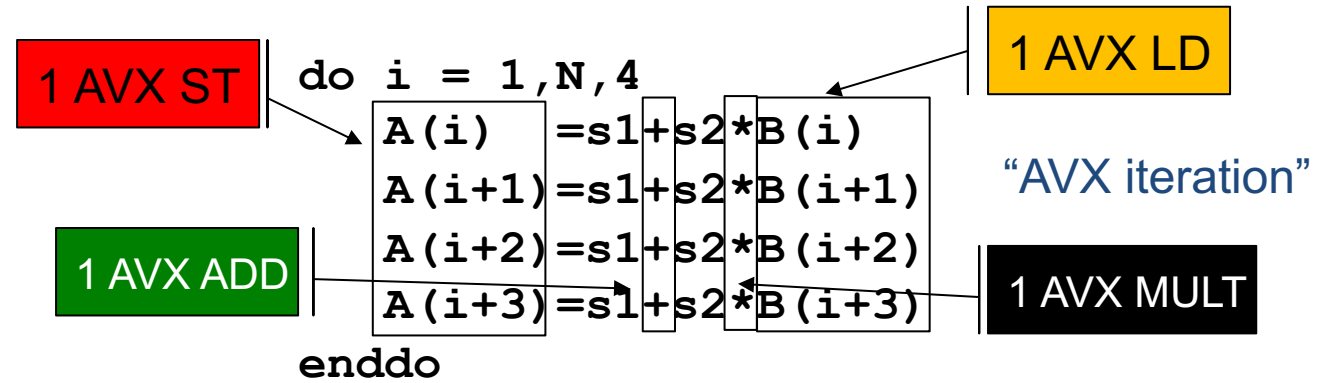 1 AVX ST
1 AVX LD
do i = 1,N,4
A(i) =s1+s2*B(i)
A(i+1)=s1+s2*B(i+1)
“AVX iteration”
A(i+2)=s1+s2*B(i+2)
1 AVX ADD
A(i+3)=s1+s2*B(i+3)
1 AVX MULT
enddo